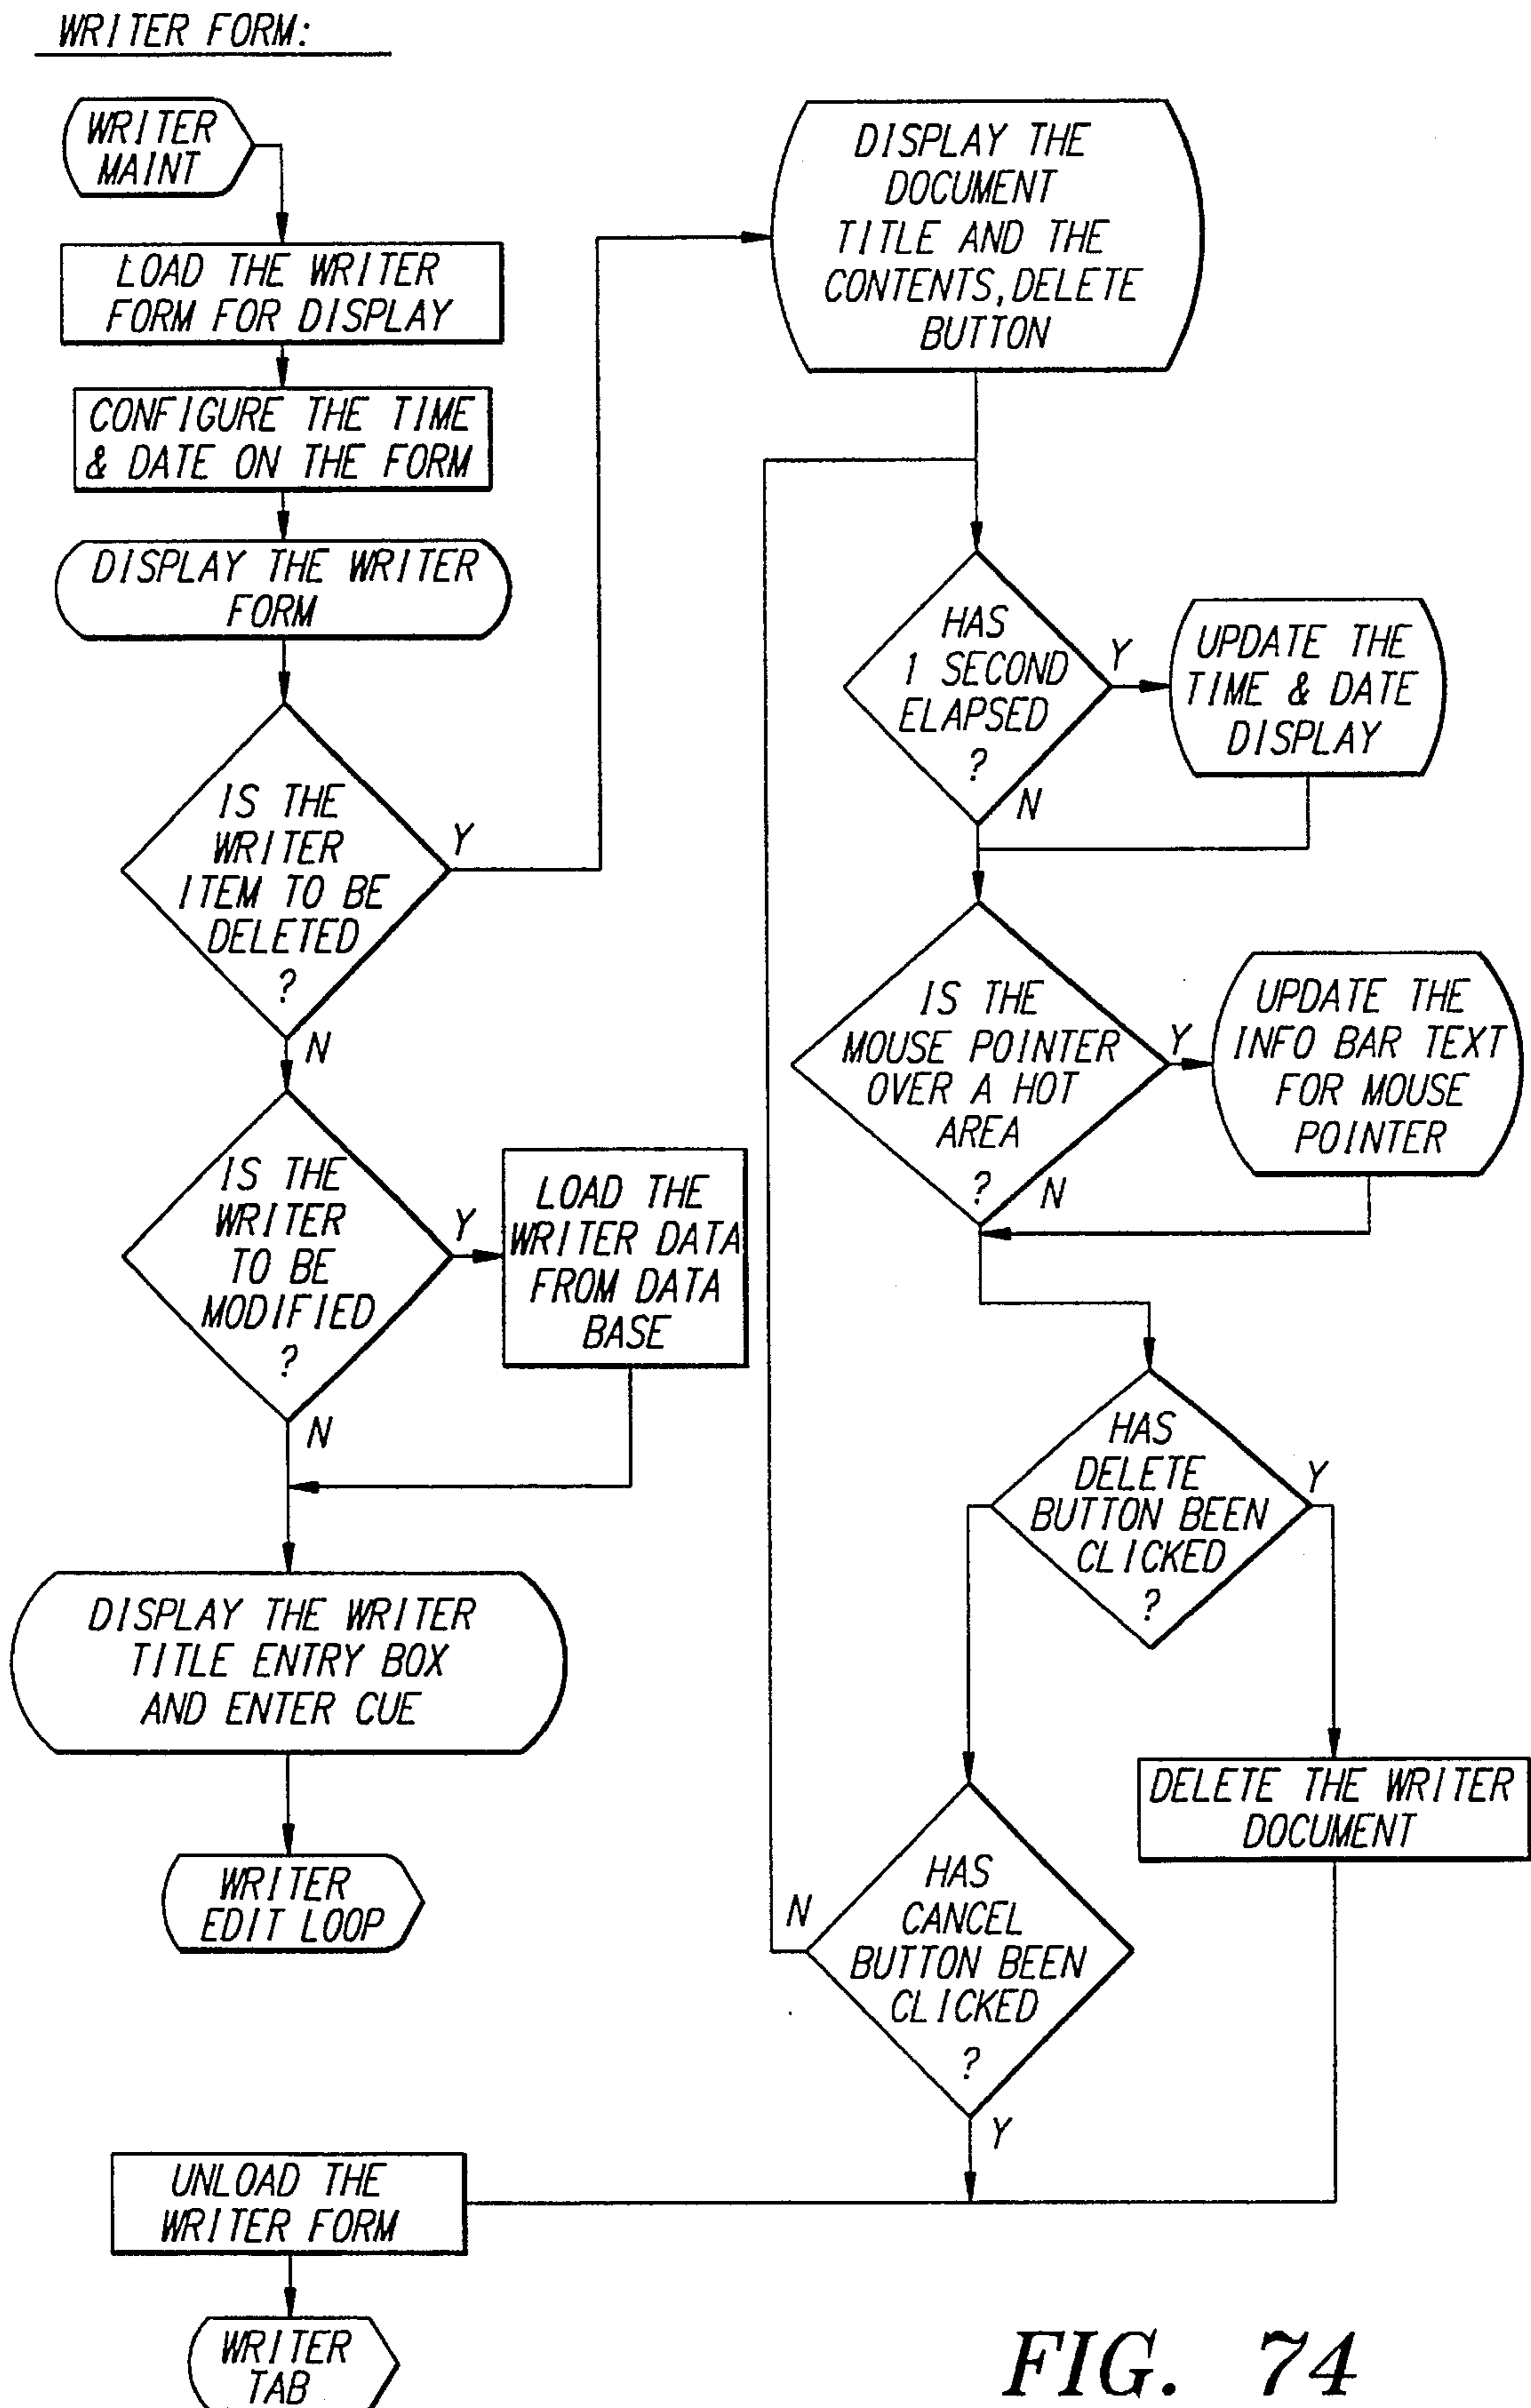 WRITER FORM:
WRITER
MAINT
LOAD THE WRITER
FORM FOR DISPLAY
CONFIGURE THE TIME
& DATE ON THE FORM
DISPLAY THE WRITER
FORM
IS THE
WRITER
ITEM TO BE
DELETED
?
Y
N
IS THE
WRITER
TO BE
MODIFIED
?
Y
N
LOAD THE
WRITER DATA
FROM DATA
BASE
DISPLAY THE WRITER
TITLE ENTRY BOX
AND ENTER CUE
WRITER
EDIT LOOP
DISPLAY THE
DOCUMENT
TITLE AND THE
CONTENTS, DELETE
BUTTON
HAS
1 SECOND
ELAPSED
?
Y
N
UPDATE THE
TIME & DATE
DISPLAY
IS THE
MOUSE POINTER
OVER A HOT
AREA
?
Y
N
UPDATE THE
INFO BAR TEXT
FOR MOUSE
POINTER
HAS
DELETE
BUTTON BEEN
CLICKED
?
Y
DELETE THE WRITER
DOCUMENT
HAS
CANCEL
BUTTON BEEN
CLICKED
?
N
Y
UNLOAD THE
WRITER FORM
WRITER
TAB
FIG. 74